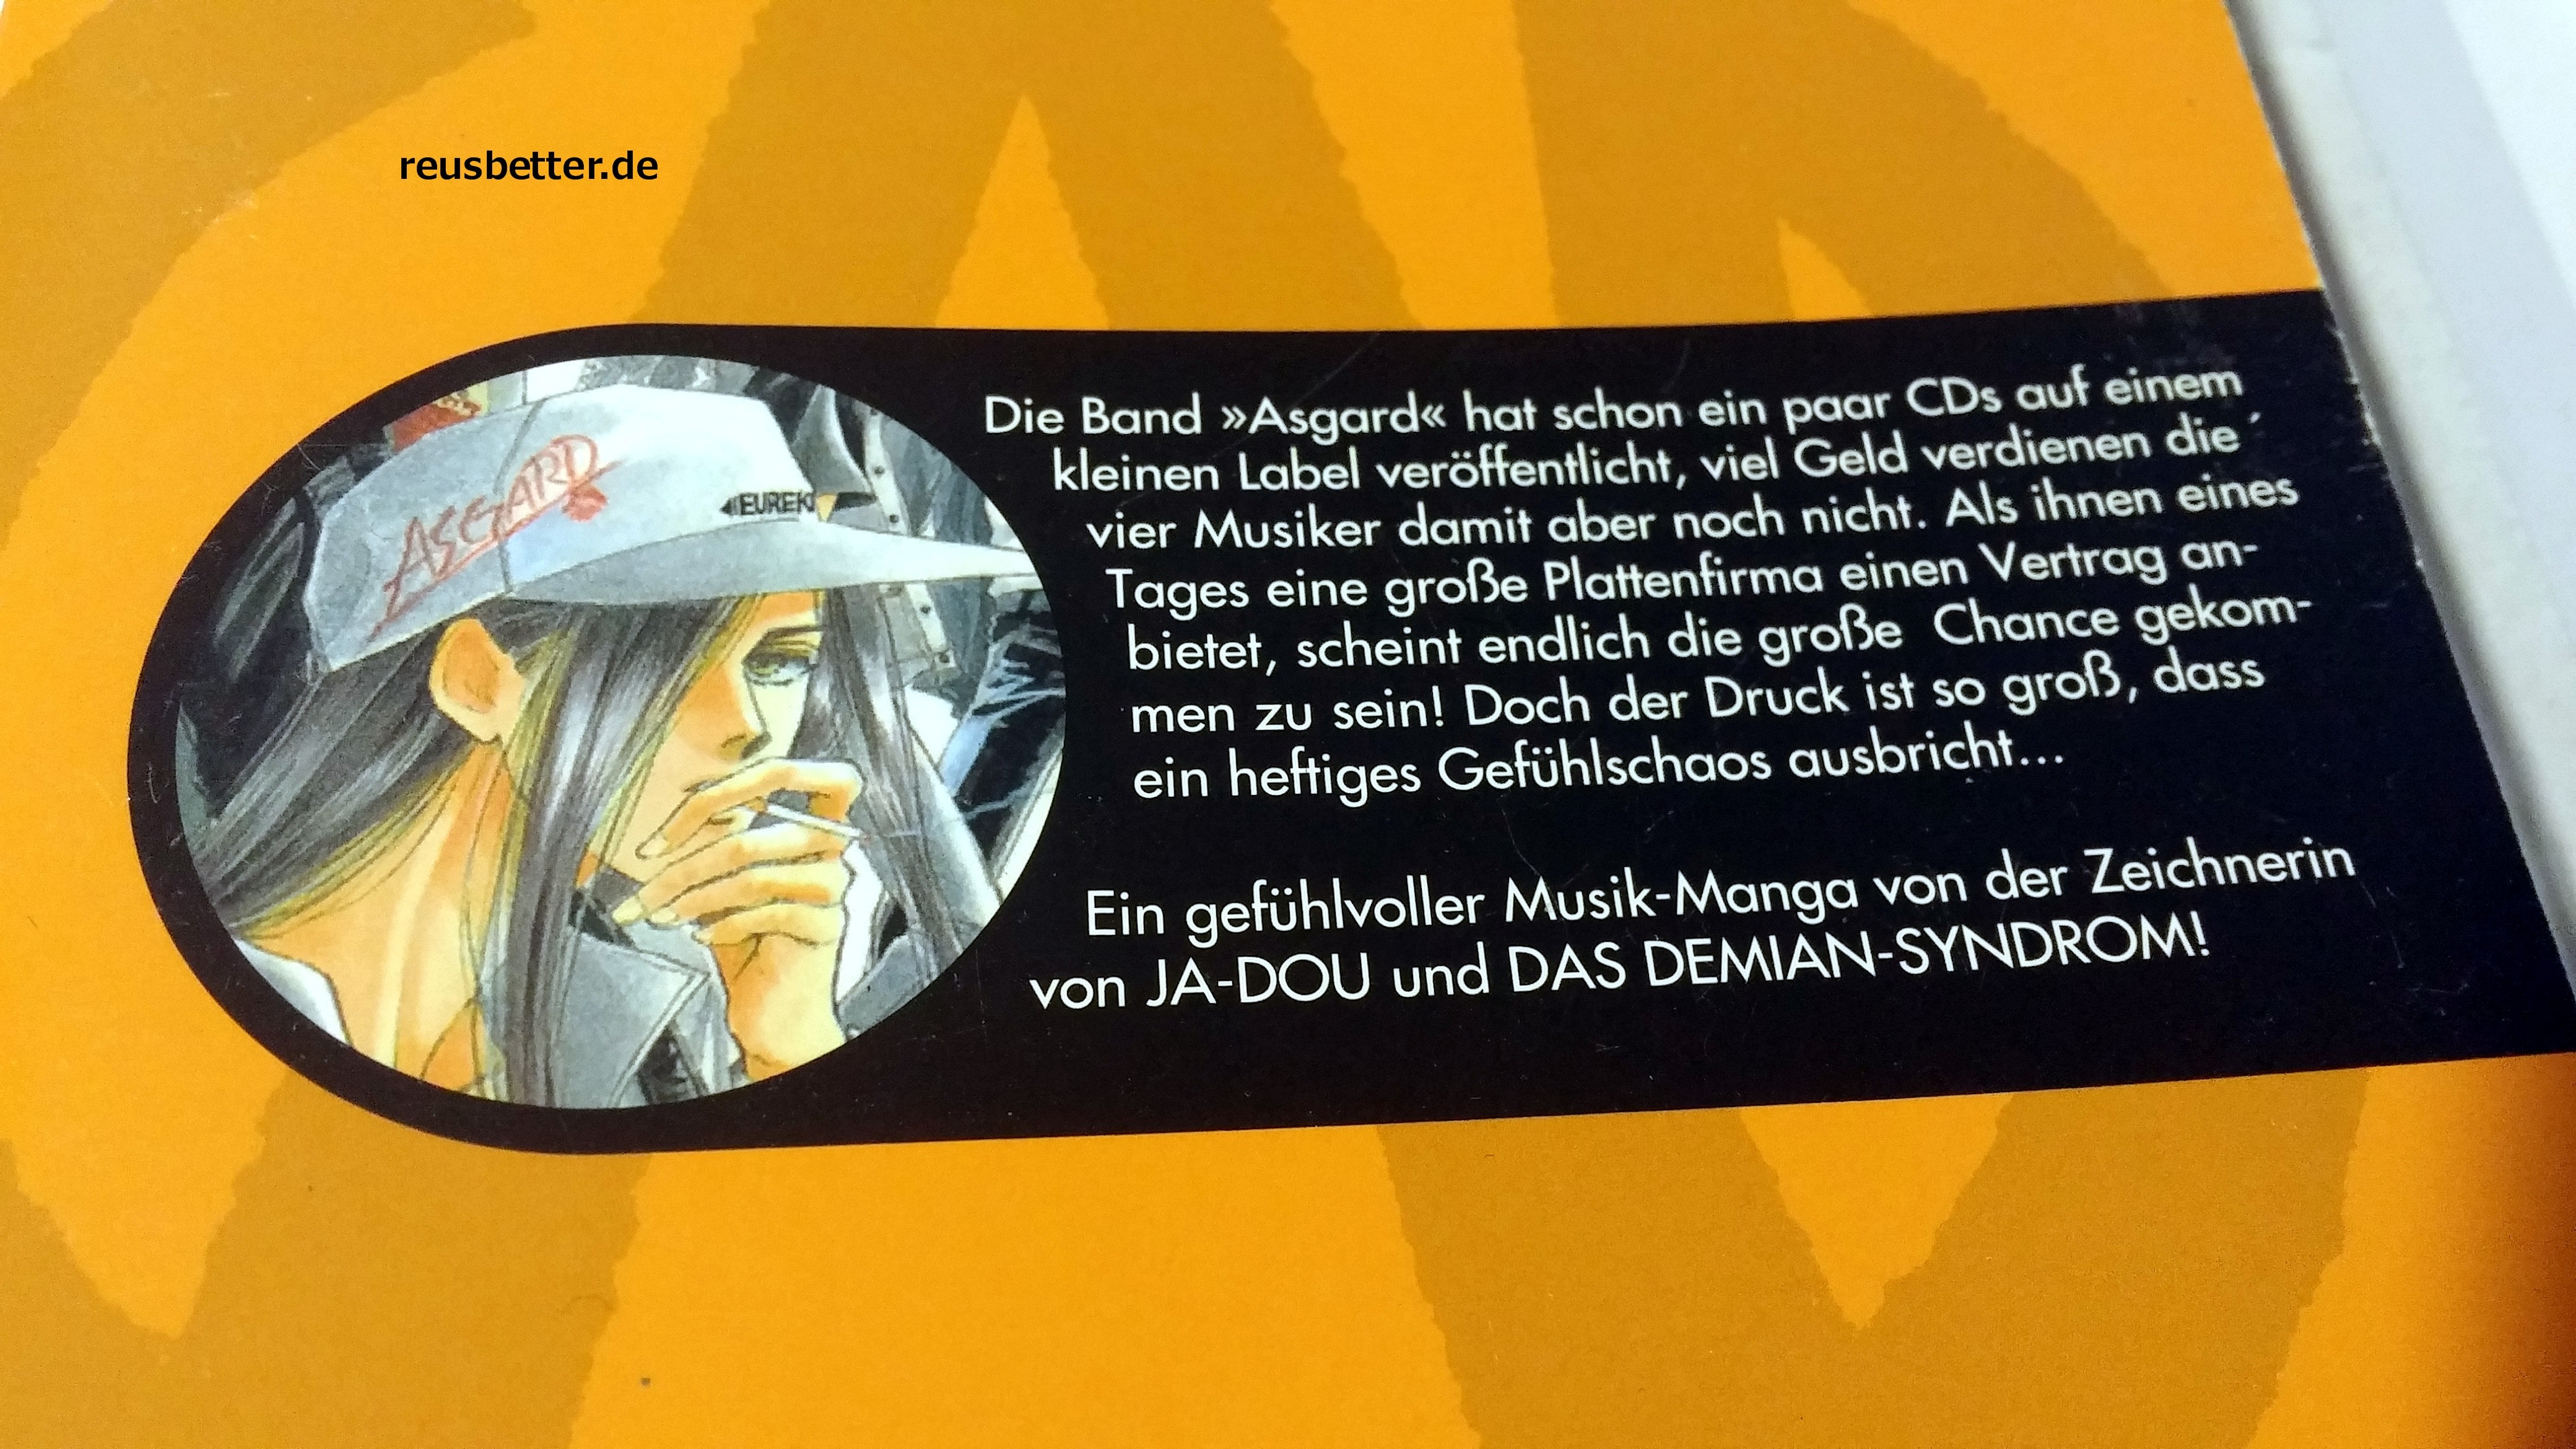 reusbetter.de
ASGARD
EUREK
Die Band »Asgard« hat schon ein paar CDs auf einem
kleinen Label veröffentlicht, viel Geld verdienen die
vier Musiker damit aber noch nicht. Als ihnen eines
Tages eine große Plattenfirma einen Vertrag an-
bietet, scheint endlich die große Chance gekom-
men zu sein! Doch der Druck ist so groß, dass
ein heftiges Gefühlschaos ausbricht...
Ein gefühlvoller Musik-Manga von der Zeichnerin
von JA-DOU und DAS DEMIAN-SYNDROM!